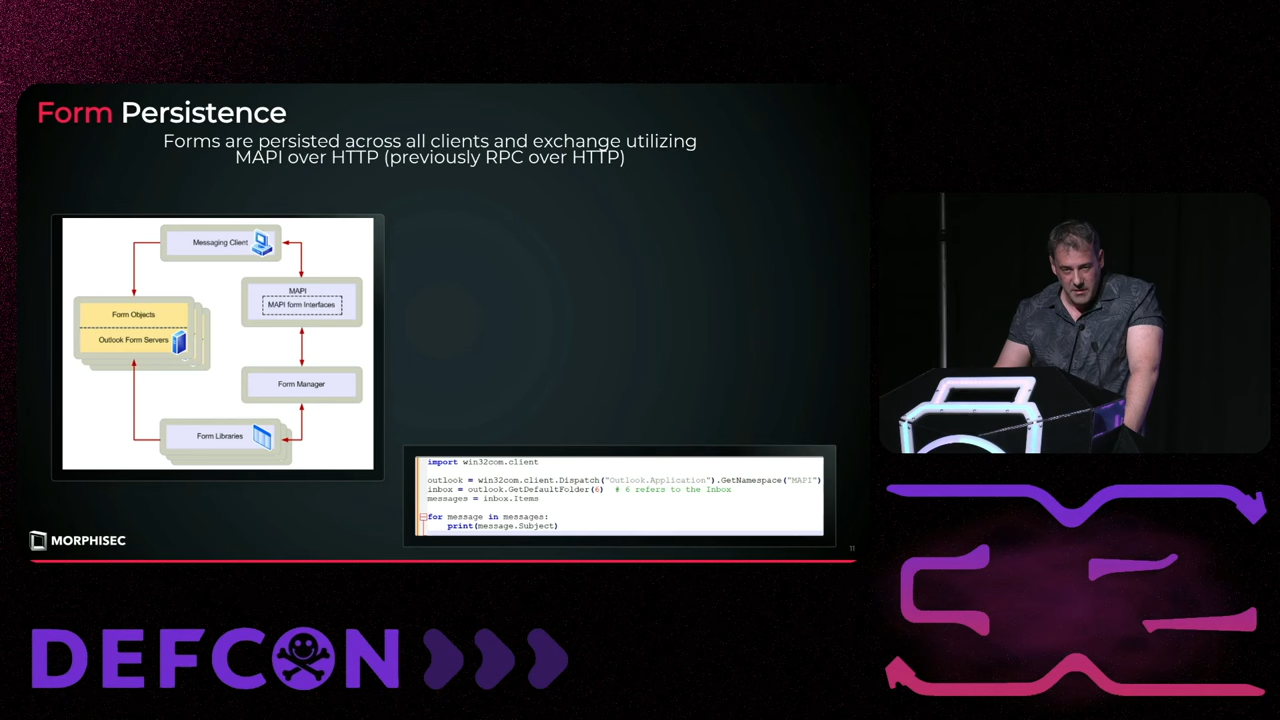 Form Persistence
Forms are persisted across all clients and exchange utilizing
MAPI over HTTP (previously RPC over HTTP)
Messaging Client
MAPI
MAPI form Interfaces
Form Objects
Outlook Form Servers
Form Manager
Form Libraries
import win32com.client
outlook = win32com.client.Dispatch("Outlook.Application").GetNamespace("MAPI")
inbox = outlook.GetDefaultFolder(6)  # 6 refers to the Inbox
messages = inbox.Items
for message in messages:
    print(message.Subject)
MORPHISEC
11
DEFCON